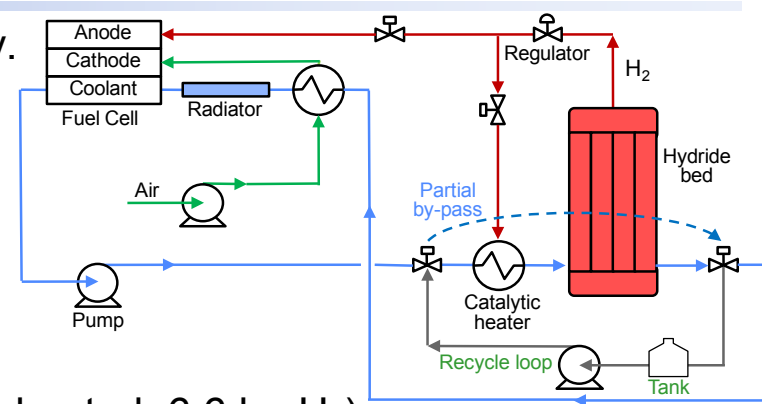 y.
Anode
Cathode
Coolant
Fuel Cell
Radiator
Regulator
H2
Hydride
bed
Air
Partial
by-pass
Pump
Catalytic
heater
Recycle loop
Tank